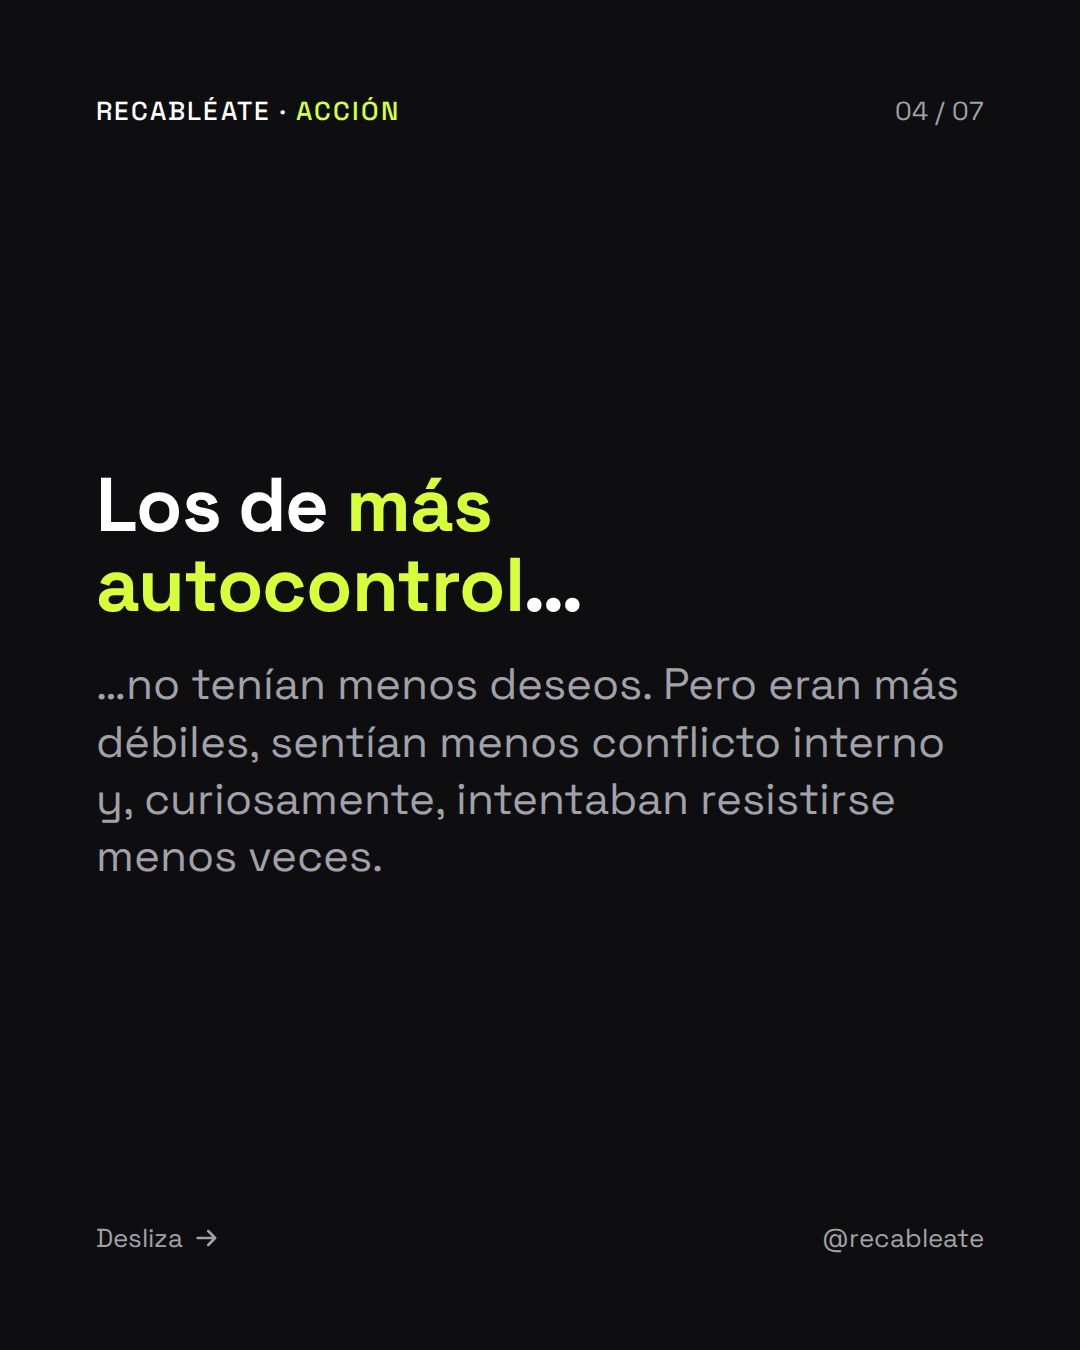 RECABLÉATE · ACCIÓN
04 / 07
Los de más
autocontrol...
...no tenían menos deseos. Pero eran más
débiles, sentían menos conflicto interno
y, curiosamente, intentaban resistirse
menos veces.
Desliza →
@recableate